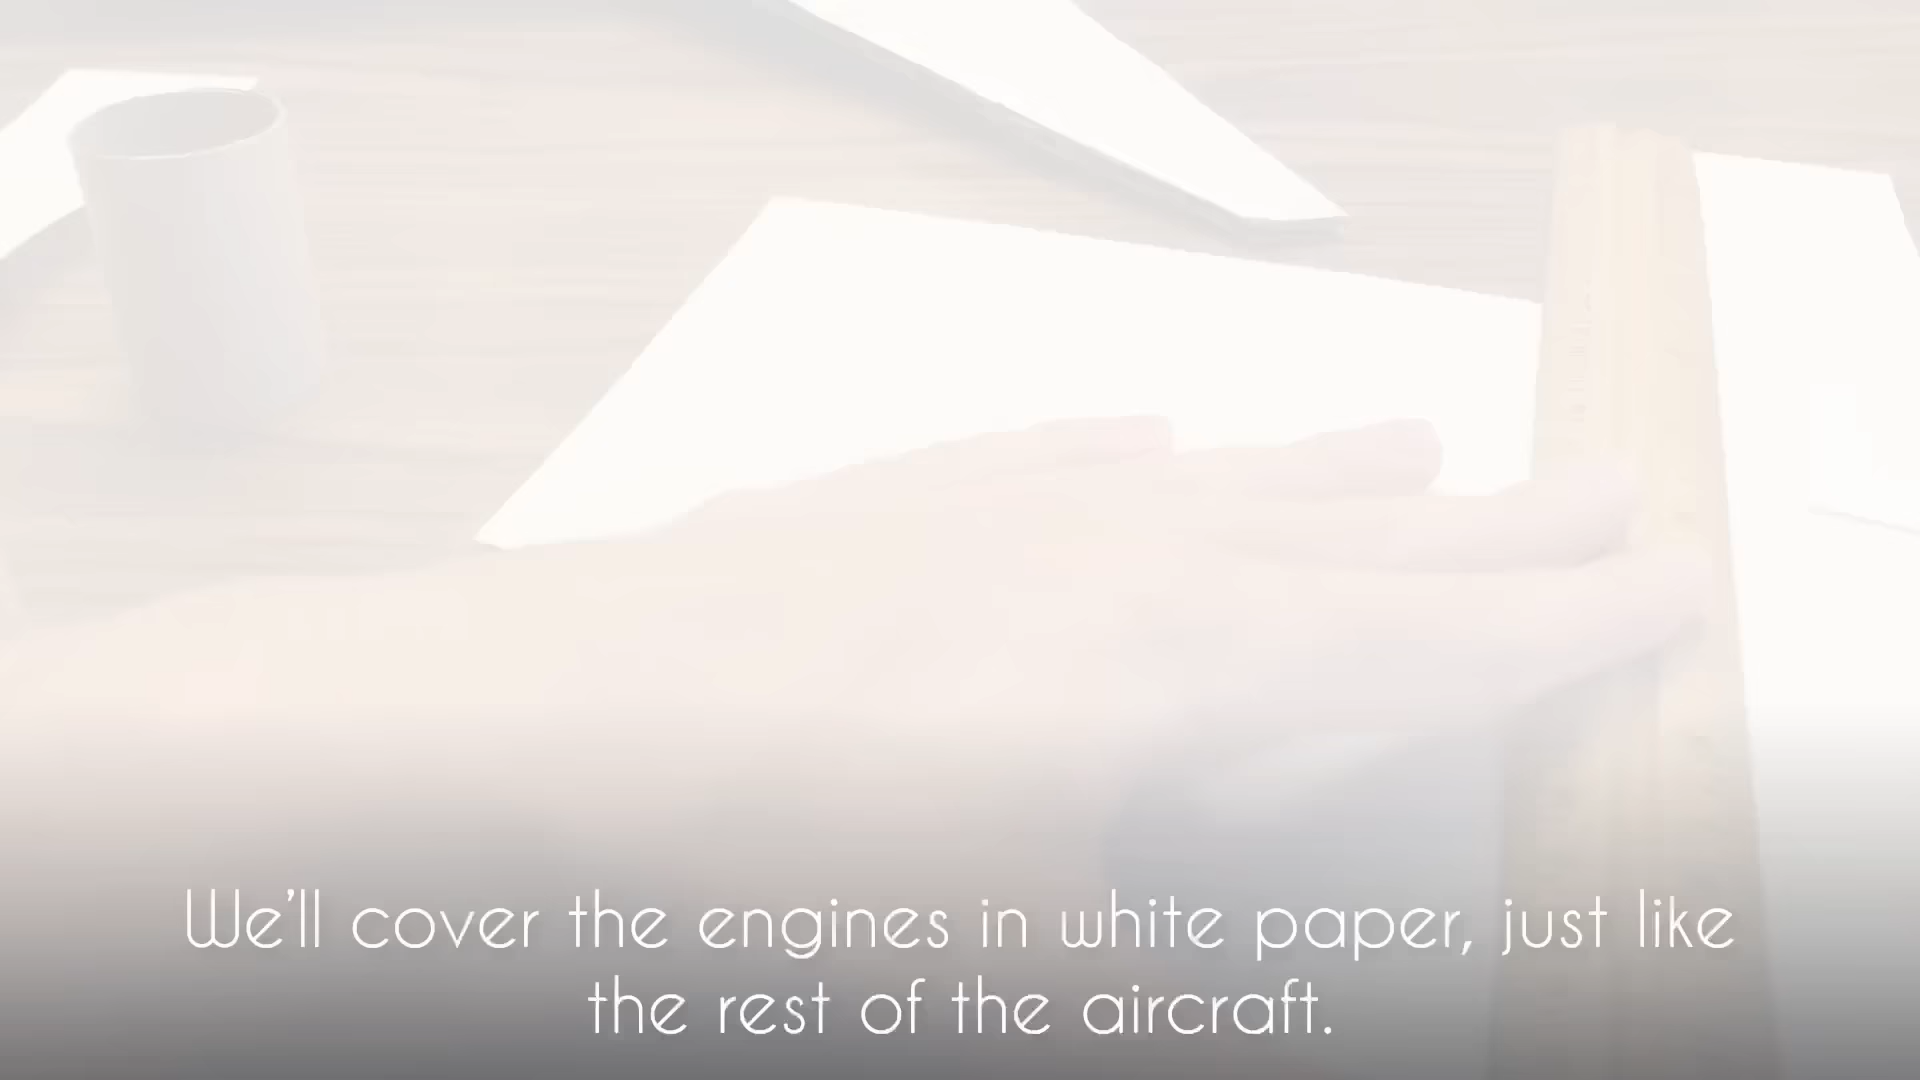 We'll cover the engines in white paper, just like
the rest of the aircraft.